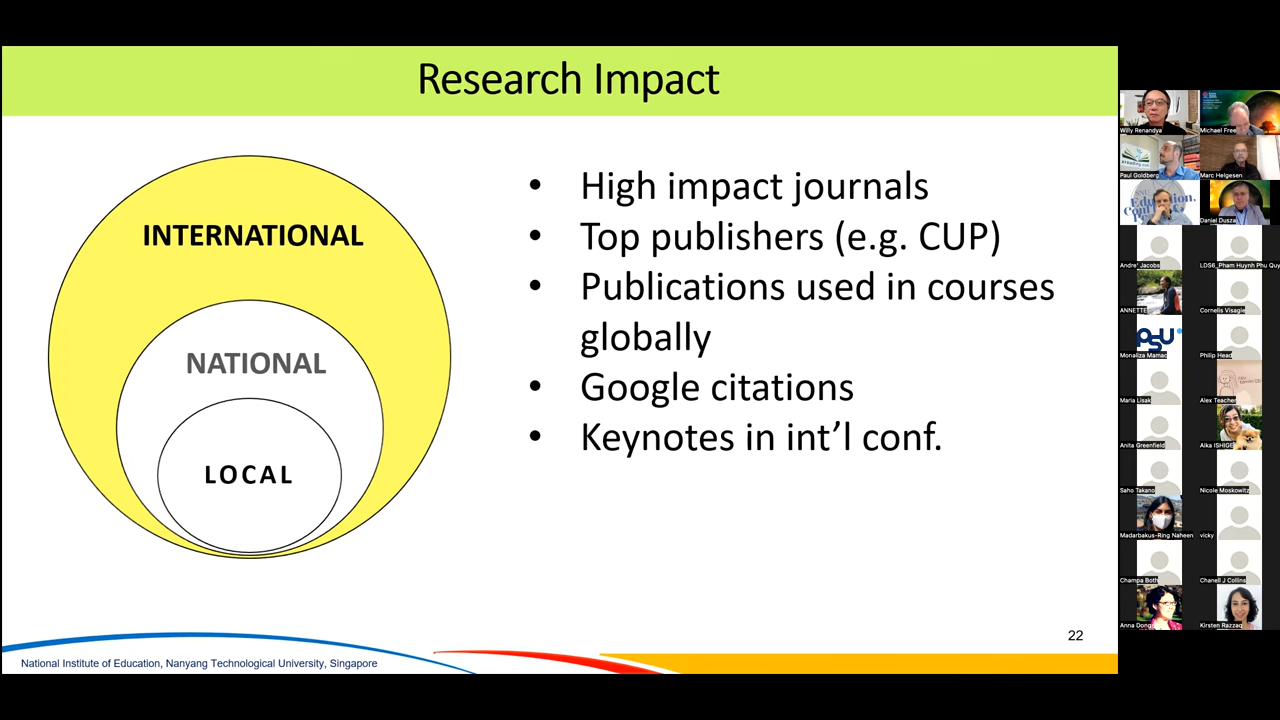 Research Impact
INTERNATIONAL
NATIONAL
LOCAL
• High impact journals
• Top publishers (e.g. CUP)
• Publications used in courses
globally
• Google citations
• Keynotes in int’l conf.
22
National Institute of Education, Nanyang Technological University, Singapore
Willy Renandya
Michael Free
Paul Goldberg
Marc Helgesen
Daniel Dusza
Andre' Jacobs
LDS6_Pham Huynh Phu Quy
ANNETTE
Cornelis Visagie
PSU
Monaliza Mamac
Philip Head
Maria Lisak
Alex Teacher
Anita Greenfield
Aika ISHIGE
Saho Takano
Nicole Moskowitz
Madarbakus-Ring Naheen
vicky
Champa Both
Chanell J Collins
Anna Dong
Kirsten Razzaq